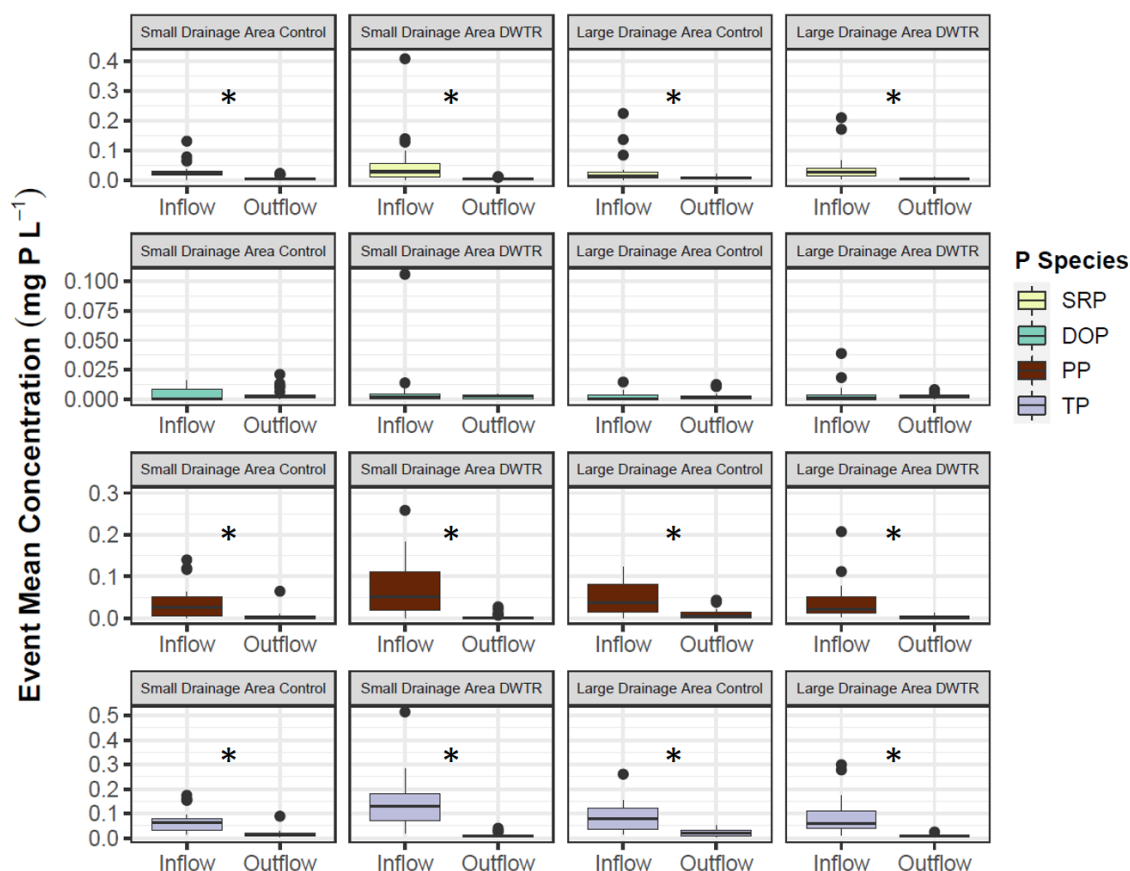 Small Drainage Area Control Small Drainage Area DWTR Large Drainage Area Control Large Drainage Area DWTR
0.4
0.3
* * * *
0.2
0.1
0.0
Inflow Outflow Inflow Outflow Inflow Outflow Inflow Outflow
Small Drainage Area Control Small Drainage Area DWTR Large Drainage Area Control Large Drainage Area DWTR
0.100
0.075
0.050
0.025
0.000
Inflow Outflow Inflow Outflow Inflow Outflow Inflow Outflow
Small Drainage Area Control Small Drainage Area DWTR Large Drainage Area Control Large Drainage Area DWTR
0.3
0.2
* * * *
0.1
0.0
Inflow Outflow Inflow Outflow Inflow Outflow Inflow Outflow
Small Drainage Area Control Small Drainage Area DWTR Large Drainage Area Control Large Drainage Area DWTR
0.5
0.4
* * * *
0.3
0.2
0.1
0.0
Inflow Outflow Inflow Outflow Inflow Outflow Inflow Outflow
Event Mean Concentration (mg P L⁻¹)
P Species
SRP
DOP
PP
TP